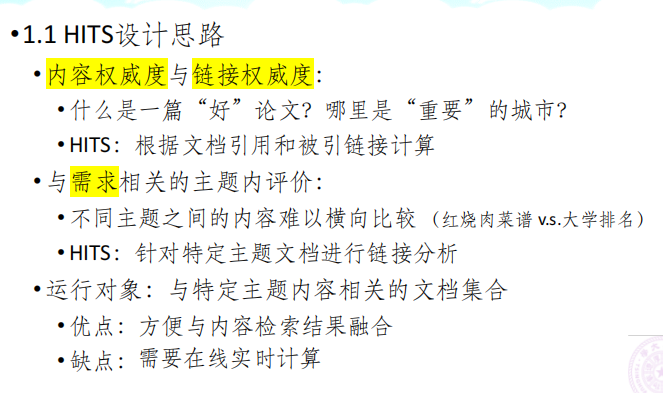 •1.1 HITS设计思路
•内容权威度与链接权威度：
•什么是一篇“好”论文？哪里是“重要”的城市？
•HITS：根据文档引用和被引链接计算
•与需求相关的主题内评价：
•不同主题之间的内容难以横向比较（红烧肉菜谱 v.s.大学排名）
•HITS：针对特定主题文档进行链接分析
•运行对象：与特定主题内容相关的文档集合
•优点：方便与内容检索结果融合
•缺点：需要在线实时计算